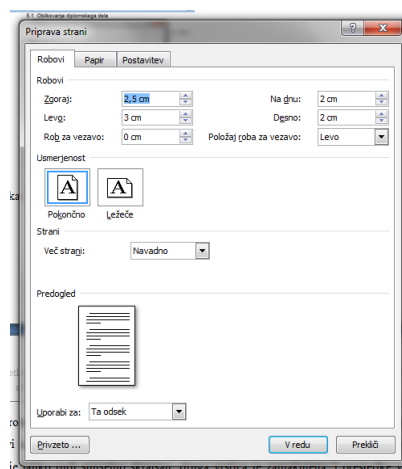 5.1 Oblikovanje diplomskega dela
Priprava strani
Robovi Papir Postavitev
Robovi
Zgoraj: 2,5 cm Na dnu: 2 cm
Levo: 3 cm Desno: 2 cm
Rob za vezavo: 0 cm Položaj roba za vezavo: Levo
Usmerjenost
A A
Pokončno Ležeče
Strani
Več strani: Navadno
Predogled
Uporabi za: Ta odsek
Privzeto ... V redu Prekliči